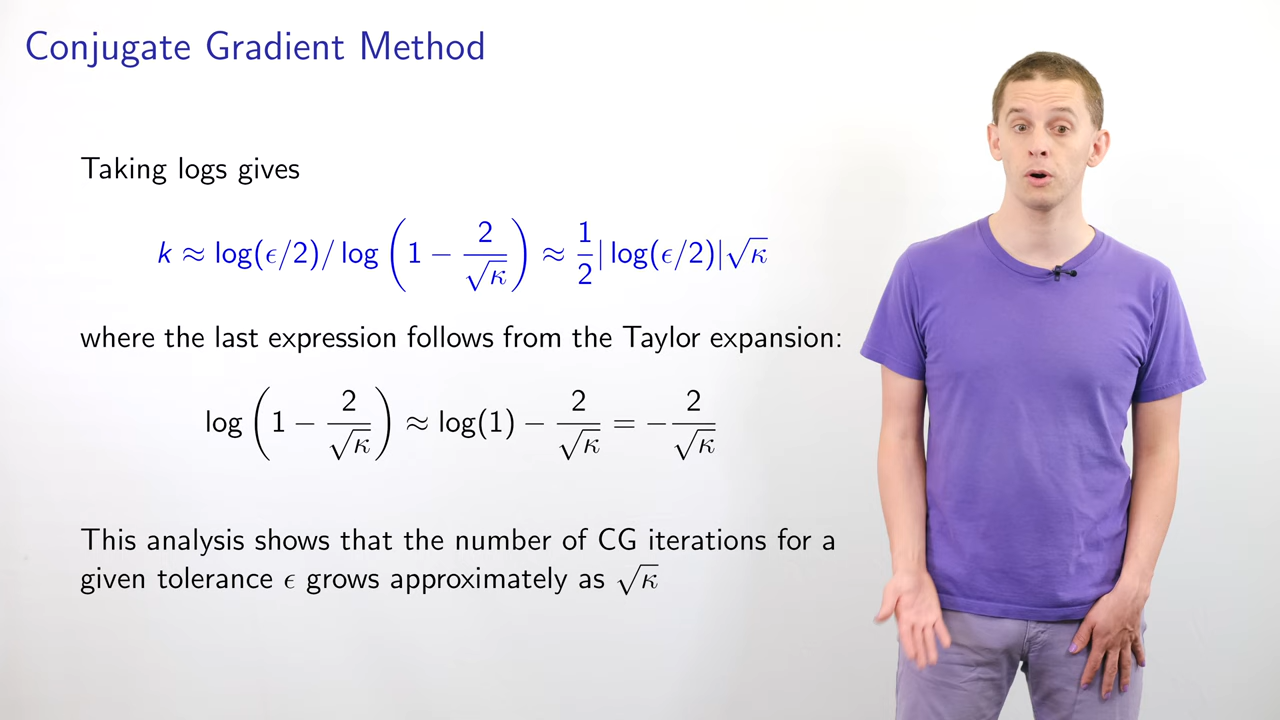 Conjugate Gradient Method
Taking logs gives
k ≈ log(ϵ/2)/ log (1 − 2/√κ) ≈ 1/2 | log(ϵ/2)|√κ
where the last expression follows from the Taylor expansion:
log (1 − 2/√κ) ≈ log(1) − 2/√κ = − 2/√κ
This analysis shows that the number of CG iterations for a
given tolerance ϵ grows approximately as √κ